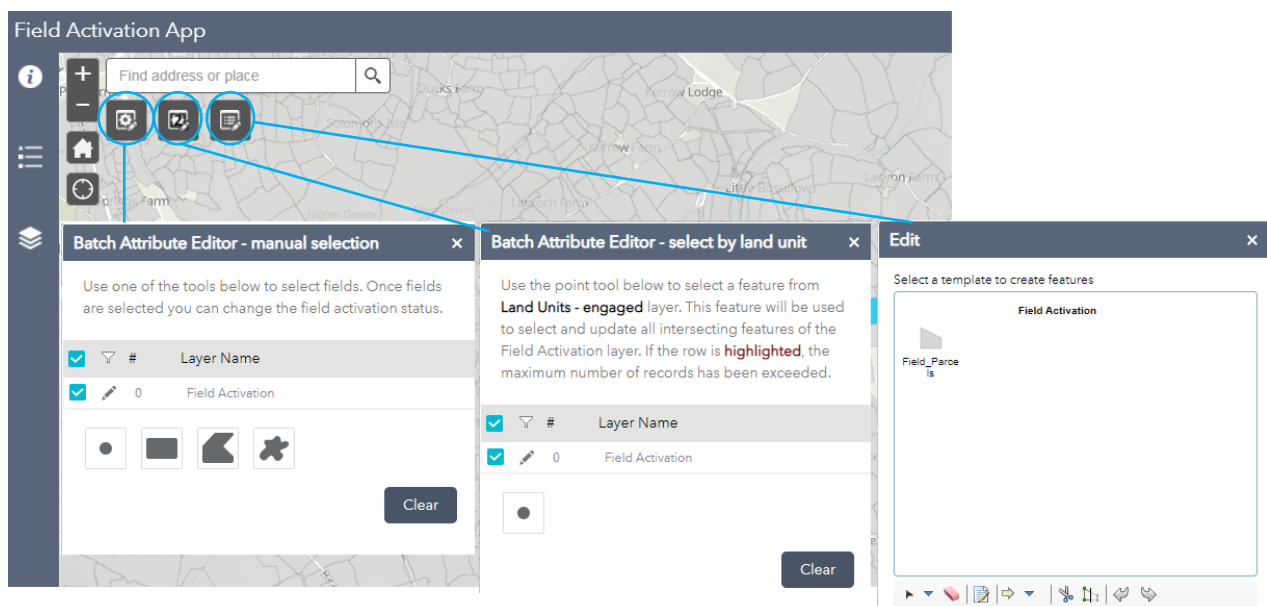 Field Activation App
Find address or place
Ducks Farm
Kerrow Lodge
Kerrow Farm
Little Bosullow
Lanyon Farm
Farm
Higher Downs
Batch Attribute Editor - manual selection
Use one of the tools below to select fields. Once fields
are selected you can change the field activation status.
# Layer Name
0 Field Activation
Clear
Batch Attribute Editor - select by land unit
Use the point tool below to select a feature from
Land Units - engaged layer. This feature will be used
to select and update all intersecting features of the
Field Activation layer. If the row is highlighted, the
maximum number of records has been exceeded.
# Layer Name
0 Field Activation
Clear
Edit
Select a template to create features
Field Activation
Field_Parce
ls